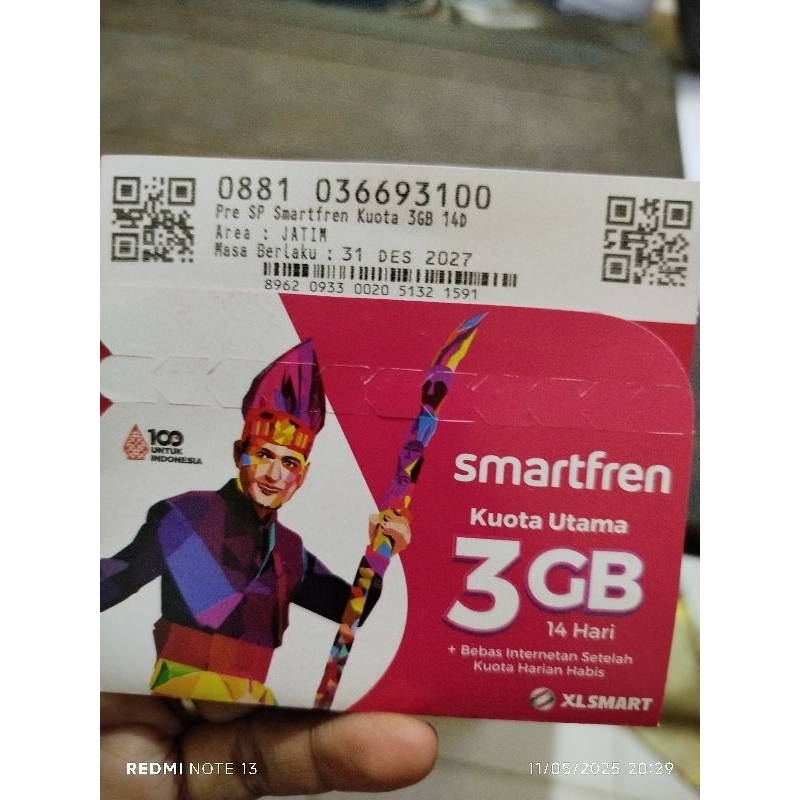 0881 036693100
Pre SP Smartfren Kuota 3GB 14D
Area : JATIM
Masa Berlaku : 31 DES 2027
8962 0933 0020 5132 1591
100
UNTUK
INDONESIA
smartfren
Kuota Utama
3GB
14 Hari
+ Bebas Internetan Setelah
Kuota Harian Habis
XLSMART
REDMI NOTE 13
11/05/2025 20:29